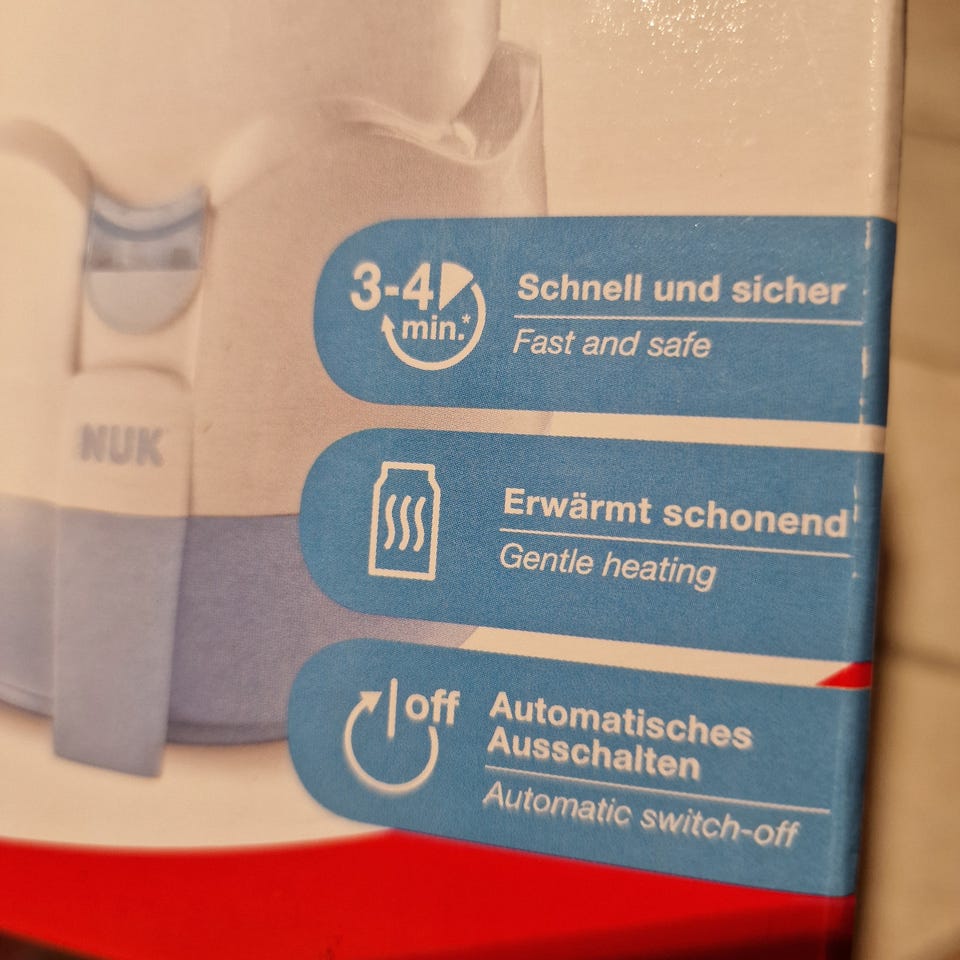 3-4
min.*
Schnell und sicher
Fast and safe
NUK
Erwärmt schonend
Gentle heating
off
Automatisches
Ausschalten
Automatic switch-off